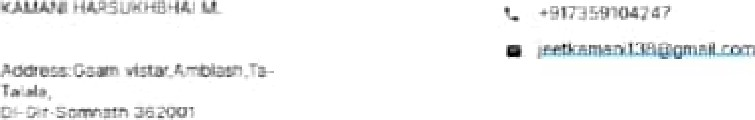 KAMANI HARSUKHBHAI M.
+917359104247
jeetkamani138@gmail.com
Address:Gaam vistar,Amblash,Ta-
Talala,
Di-Gir-Somnath 362001